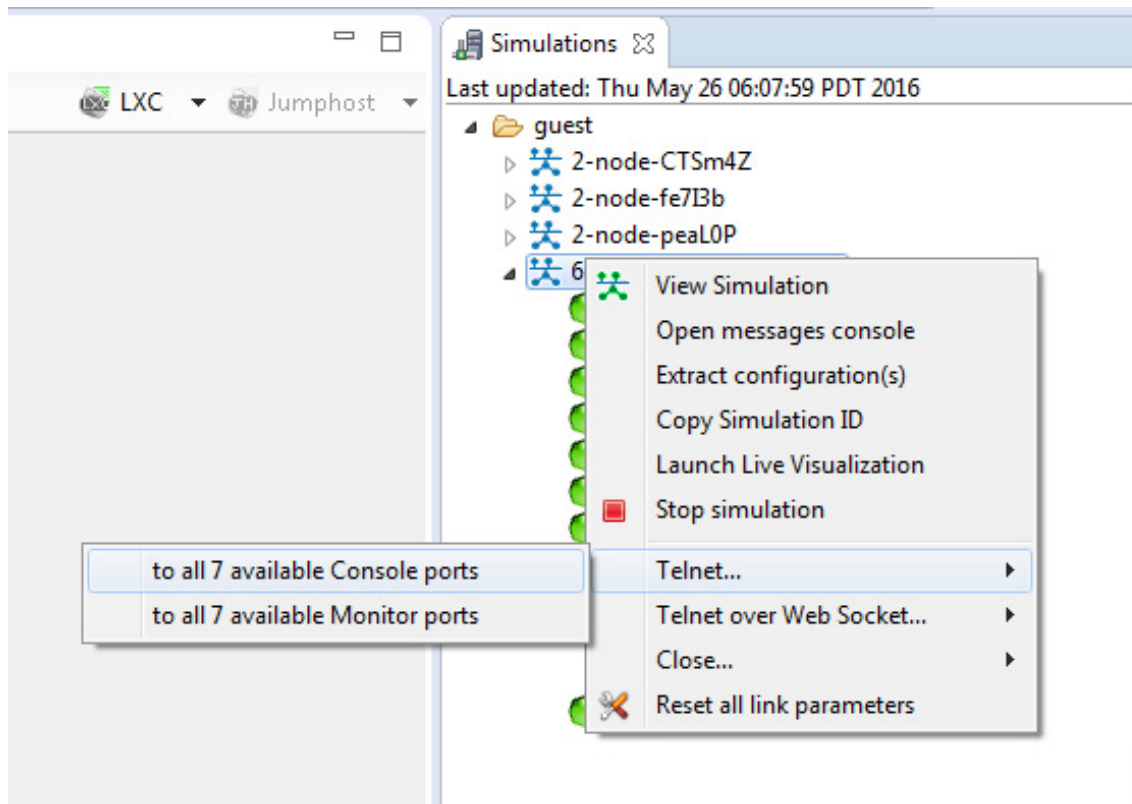 Simulations
LXC Jumphost
Last updated: Thu May 26 06:07:59 PDT 2016
guest
2-node-CTSm4Z
2-node-fe7I3b
2-node-peaL0P
6
View Simulation
Open messages console
Extract configuration(s)
Copy Simulation ID
Launch Live Visualization
Stop simulation
to all 7 available Console ports
Telnet...
to all 7 available Monitor ports
Telnet over Web Socket...
Close...
Reset all link parameters